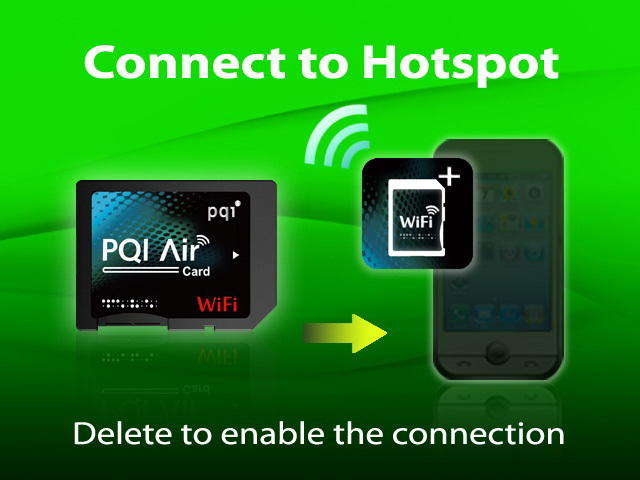 Connect to Hotspot
pqi
PQI Air
Card
WiFi
WiFi
Delete to enable the connection